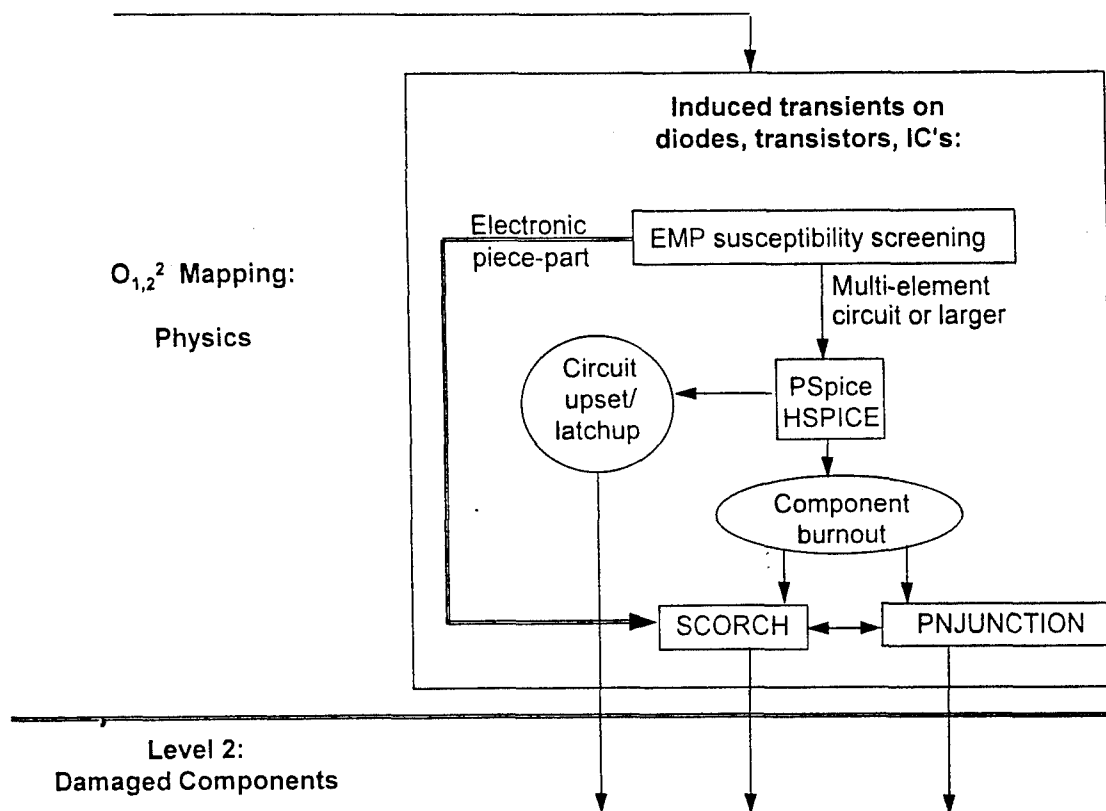 Induced transients on
diodes, transistors, IC's:
Electronic
piece-part
EMP susceptibility screening
O₁,₂² Mapping:
Physics
Multi-element
circuit or larger
Circuit
upset/
latchup
PSpice
HSPICE
Component
burnout
SCORCH
PNJUNCTION
Level 2:
Damaged Components